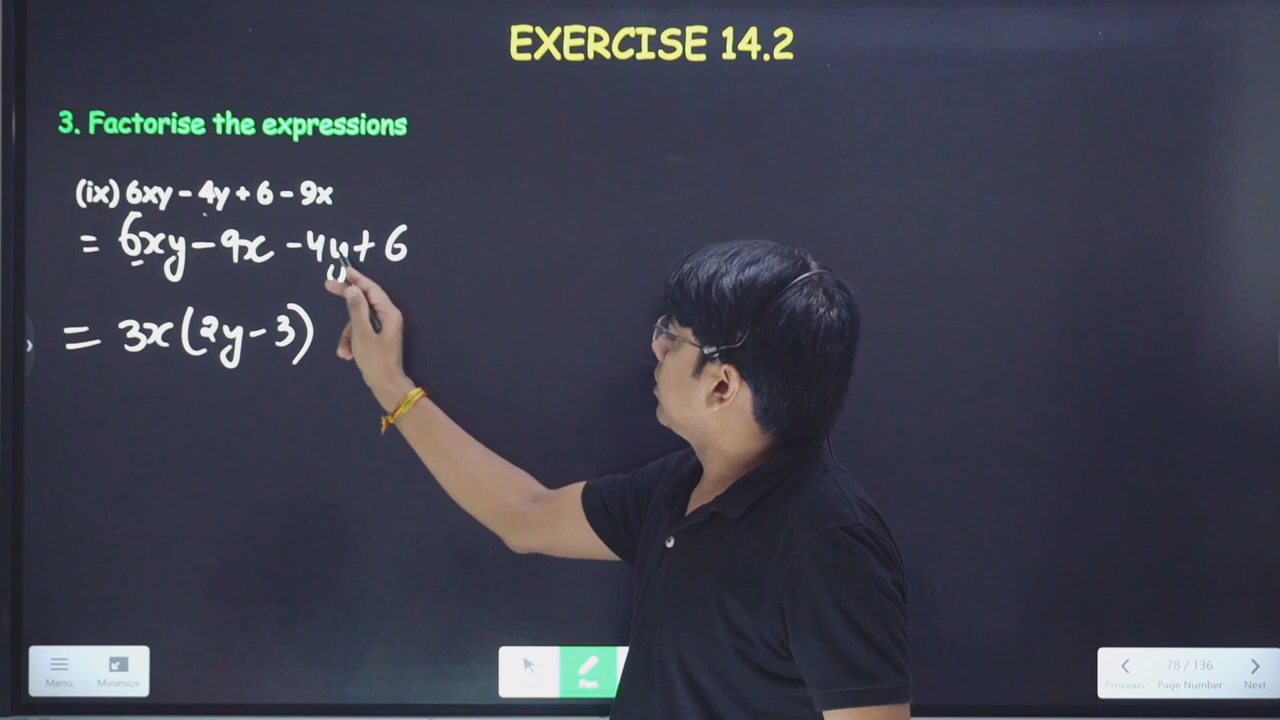 EXERCISE 14.2
3. Factorise the expressions
(ix) 6xy - 4y + 6 - 9x
= 6xy - 9x - 4y + 6
= 3x(2y - 3)
Menu
Minimize
Pen
Previous
78 / 136
Page Number
Next